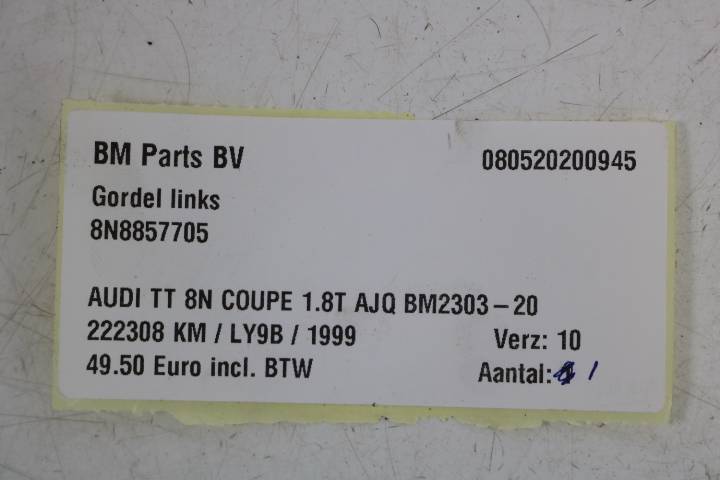 BM Parts BV 080520200945
Gordel links
8N8857705
AUDI TT 8N COUPE 1.8T AJQ BM2303-20
222308 KM / LY9B / 1999 Verz: 10
49.50 Euro incl. BTW Aantal: 1